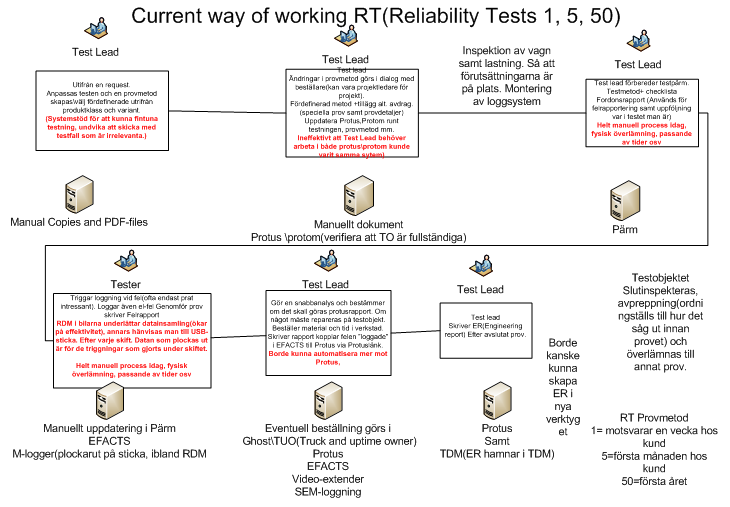 Current way of working RT(Reliability Tests 1, 5, 50)
Test Lead
Utifrån en request.
Anpassas testen och en provmetod
skapas/välj fördefinerade utrifrån
produktklass och variant.
(Systemstöd för att kunna fintuna
testning, undvika att skicka med
testfall som är irrelevanta.)
Test Lead
Test lead
Ändringar i provmetod görs i dialog med
beställare(kan vara projektledare för
projekt).
Fördefinerad metod +tillägg alt. avdrag.
(speciella prov samt provdetaljer)
Uppdatera Protus,Protom runt
testningen, provmetod mm.
Ineffektivt att Test Lead behöver
arbeta i både protus\protom kunde
varit samma sytem)
Inspektion av vagn
samt lastning. Så att
förutsättningarna är
på plats. Montering
av loggsystem
Test Lead
Test lead förbereder testpärm.
Testmetod+ checklista
Fordonsrapport (Används för
feirapportering samt uppföljning
var i testet man är)
Helt manuell process idag,
fysisk överlämning, passande
av tider osv
Manual Copies and PDF-files
Manuellt dokument
Protus \protom(verifiera att TO är fullständiga)
Pärm
Tester
Triggar loggning vid fel(ofta endast prat
intressant). Loggar även ei-fel Genomför prov
skriver Feirapport
RDM i bilarna underlättar datainsamling(ökar
på effektivitet), annars hänvisas man till USB-
sticka. Efter varje skift. Datan som plockas ut
är för de triggningar som gjorts under skiftet.
Helt manuell process idag, fysisk
överlämning, passande av tider osv
Test Lead
Gör en snabbanalys och bestämmer
om det skall göras protusrapport. Om
något måste repareras på testobjekt.
Beställer material och tid i verkstad.
Skriver rapport kopplar feien "loggade"
i EFACTS till Protus via Protuslänk.
Borde kunna automatisera mer mot
Protus.
Test Lead
Test lead
Skriver ER(Engineering
report) Efter avslutat prov.
Borde
kanske
kunna
skapa
ER i
nya
verktyg
et
Testobjektet
Slutinspekteras,
avpreppning(ordni
ngställs till hur det
såg ut innan
provet) och
överlämnas till
annat prov.
Manuellt uppdatering i Pärm
EFACTS
M-logger(plockarut på sticka, ibland RDM
Eventuell beställning görs i
Ghost\TUO(Truck and uptime owner)
Protus
EFACTS
Video-extender
SEM-loggning
Protus
Samt
TDM(ER hamnar i TDM)
RT Provmetod
1= motsvarar en vecka hos
kund
5=första månaden hos
kund
50=första året